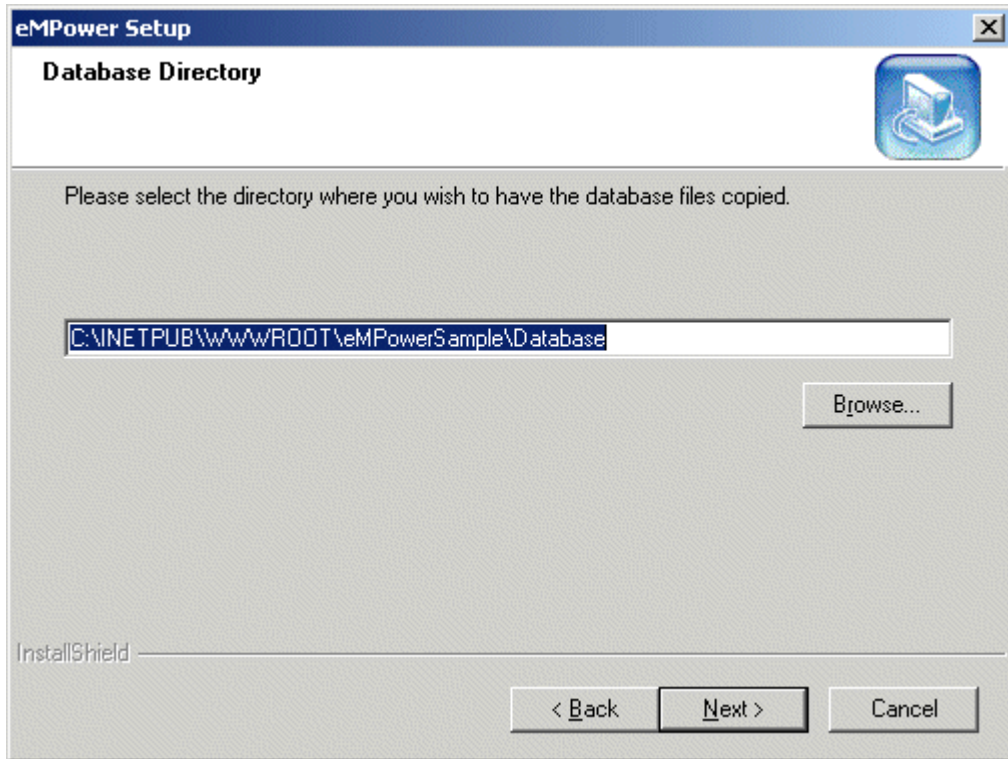 eMPower Setup
Database Directory
Please select the directory where you wish to have the database files copied.
C:\INETPUB\WWWROOT\eMPowerSample\Database
Browse...
InstallShield
< Back Next > Cancel